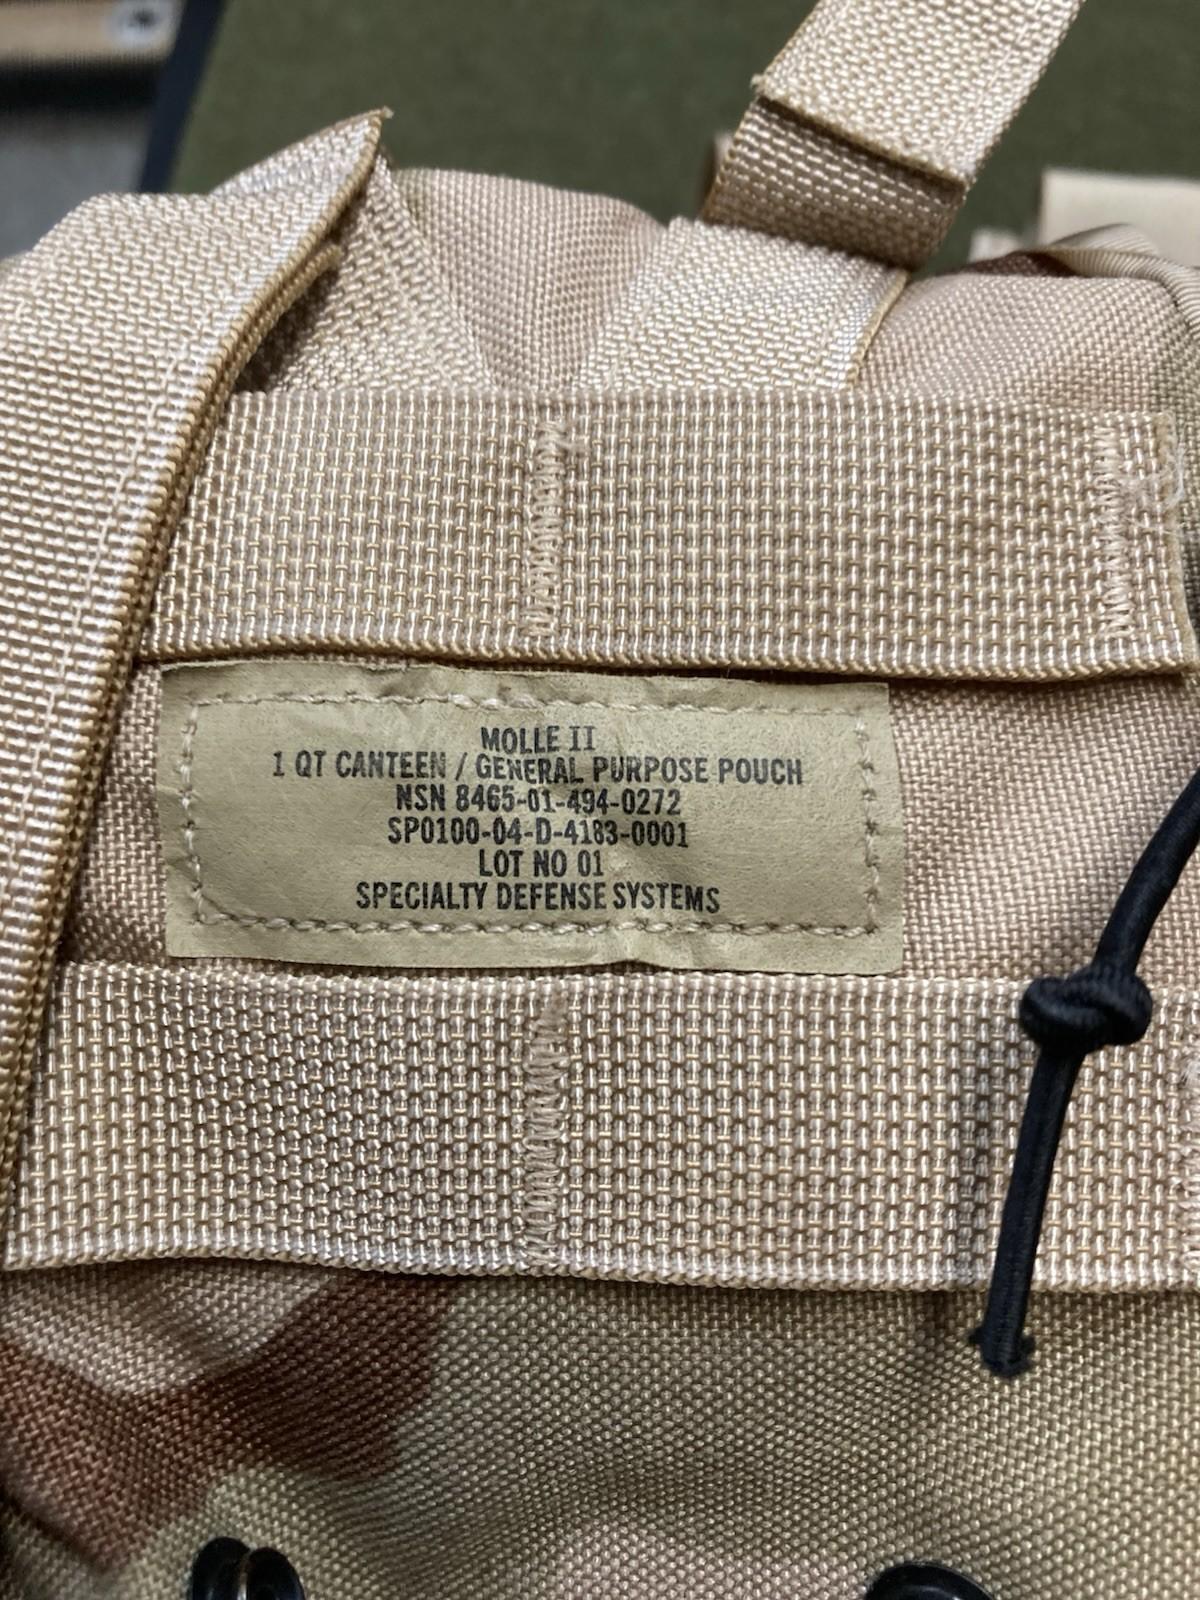 MOLLE II
1 QT CANTEEN / GENERAL PURPOSE POUCH
NSN 8465-01-494-0272
SP0100-04-D-4183-0001
LOT NO 01
SPECIALTY DEFENSE SYSTEMS